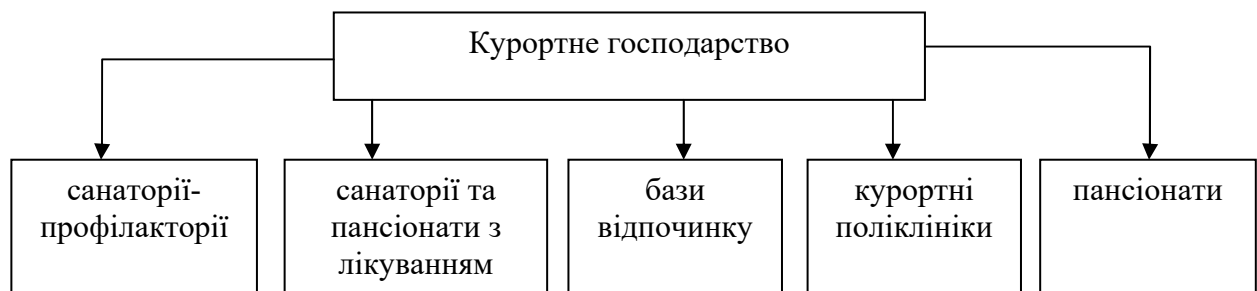 Курортне господарство
санаторії-
профілакторії
санаторії та
пансіонати з
лікуванням
бази
відпочинку
курортні
поліклініки
пансіонати